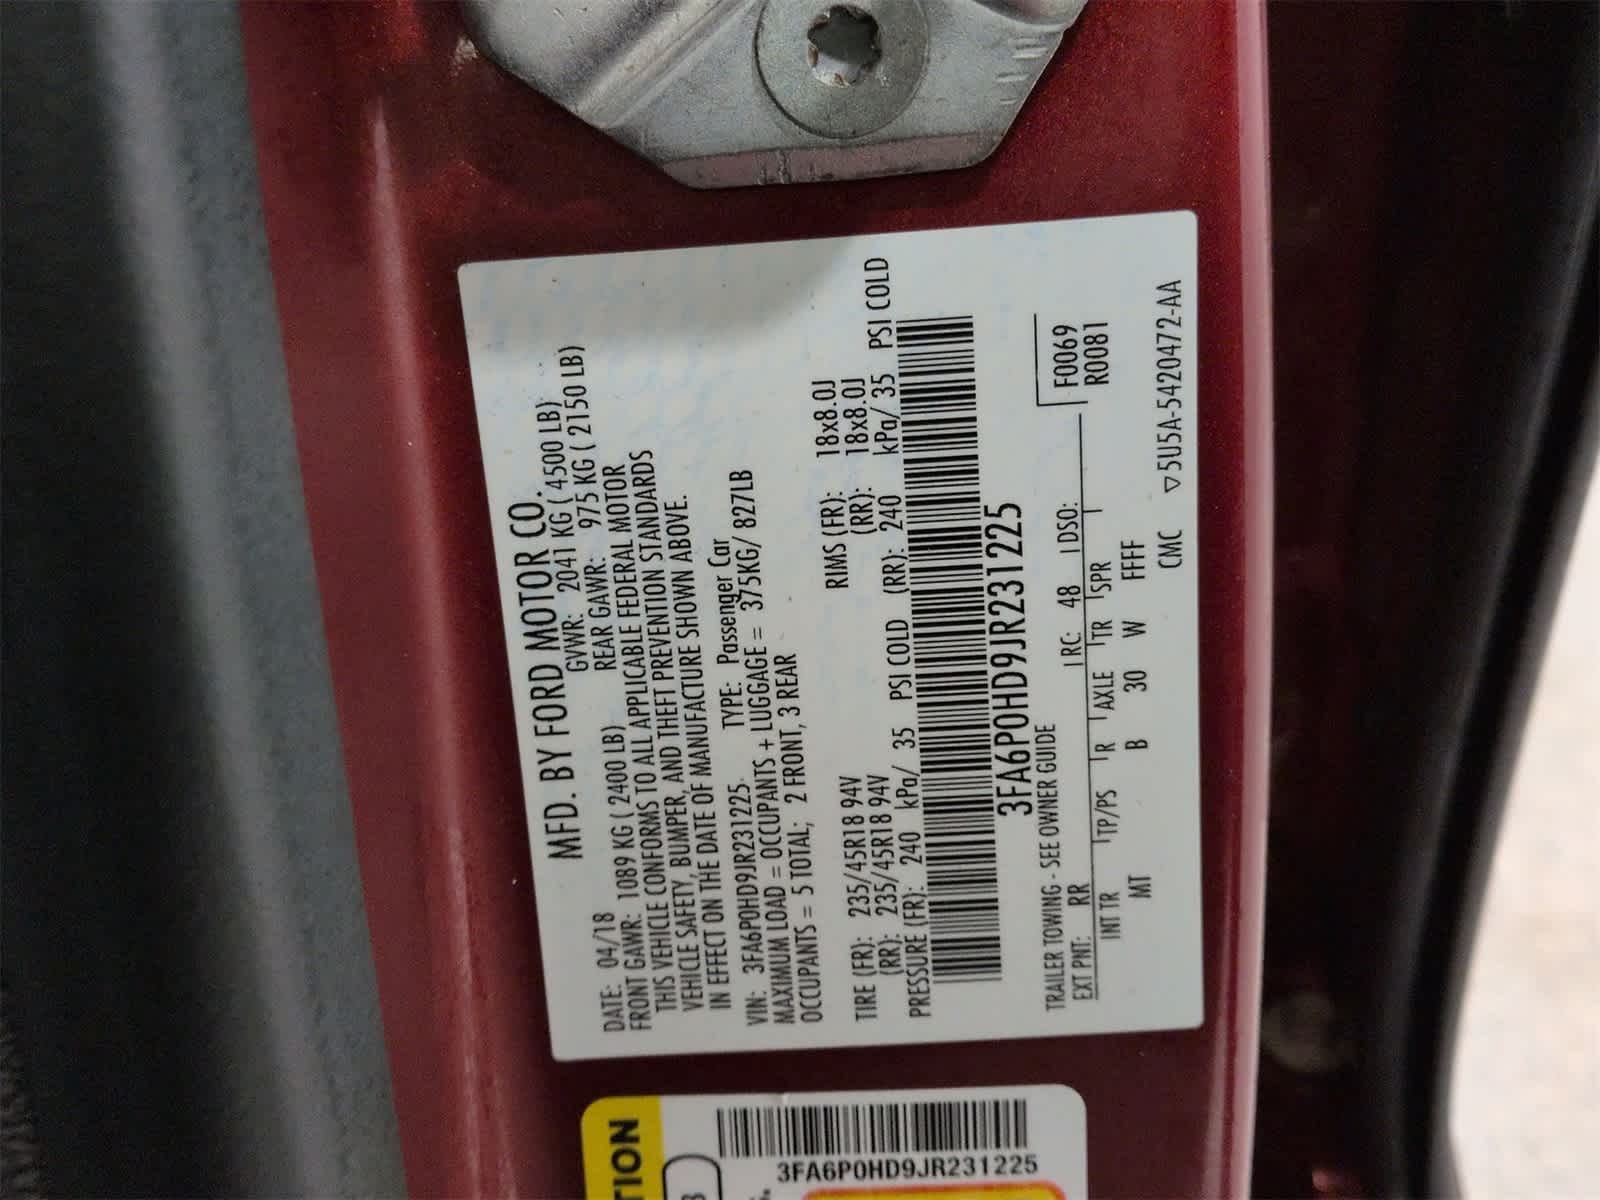 MFD. BY FORD MOTOR CO.
DATE: 04/18 GVWR: 2041 KG ( 4500 LB)
FRONT GAWR: 1089 KG ( 2400 LB) REAR GAWR: 975 KG ( 2150 LB)
THIS VEHICLE CONFORMS TO ALL APPLICABLE FEDERAL MOTOR
VEHICLE SAFETY, BUMPER, AND THEFT PREVENTION STANDARDS
IN EFFECT ON THE DATE OF MANUFACTURE SHOWN ABOVE.
VIN: 3FA6P0HD9JR231225 TYPE: Passenger Car
MAXIMUM LOAD = OCCUPANTS + LUGGAGE = 375KG/ 827LB
OCCUPANTS = 5 TOTAL; 2 FRONT, 3 REAR
TIRE (FR): 235/45R18 94V RIMS (FR): 18x8.0J
(RR): 235/45R18 94V (RR): 18x8.0J
PRESSURE (FR): 240 kPa/ 35 PSI COLD (RR): 240 kPa/ 35 PSI COLD
3FA6P0HD9JR231225
TRAILER TOWING - SEE OWNER GUIDE
F0069
R0081
EXT PNT: RR RC: 48 DSO:
INT TR TP/PS R AXLE TR SPR
MT B 30 W FFFF
CMC ▽5U5A-5420472-AA
TION
3FA6P0HD9JR231225